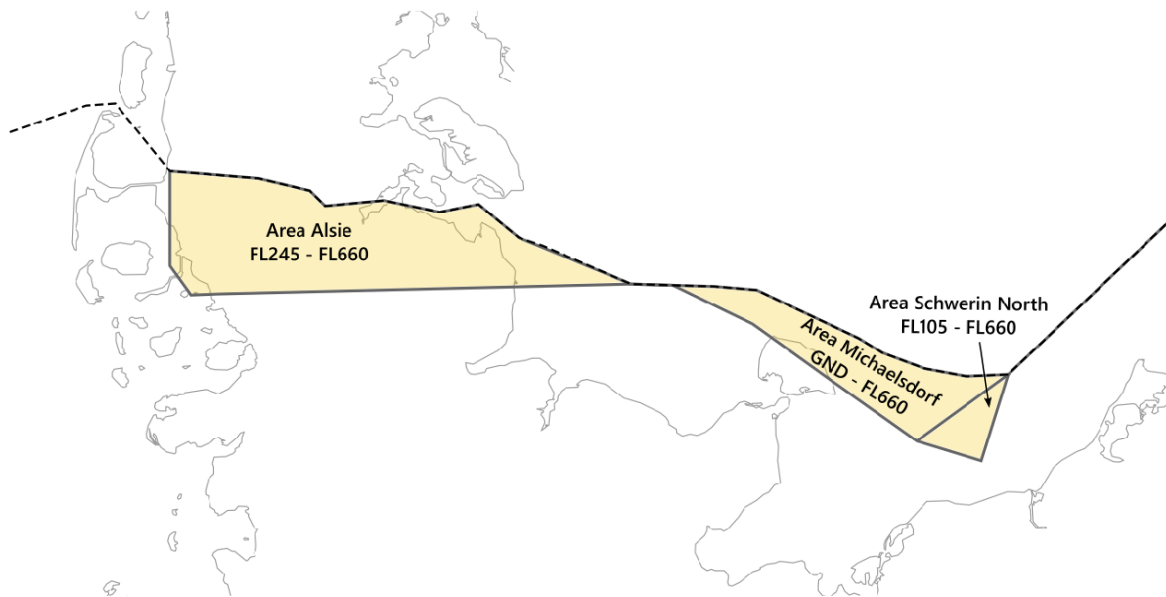 Area Alsie
FL245 - FL660
Area Schwerin North
FL105 - FL660
Area Michaelsdorf
GND - FL660